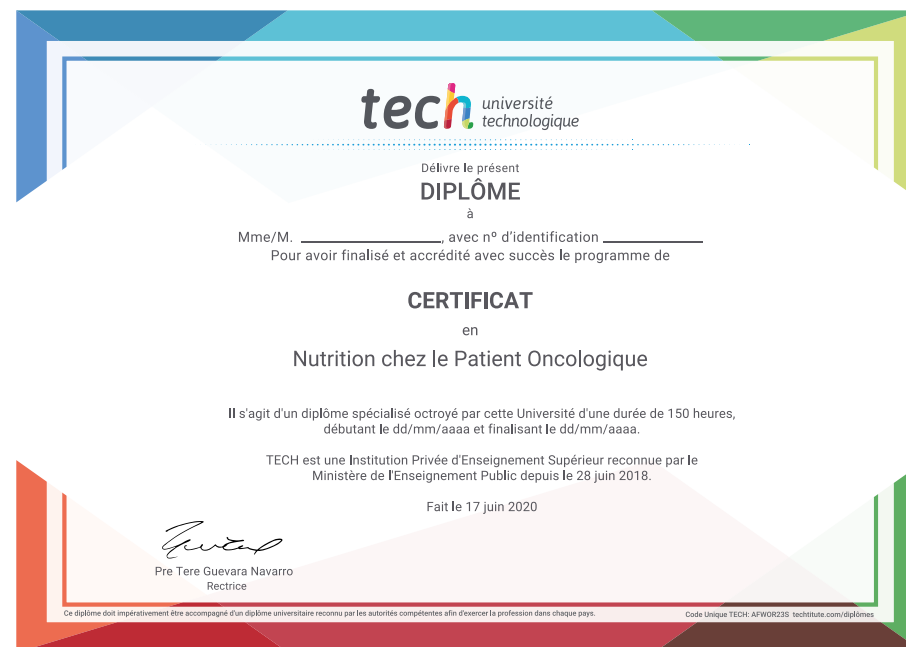 tech université
technologique
Délivre le présent
DIPLÔME
à
Mme/M. ____________________, avec nº d'identification ______________
Pour avoir finalisé et accrédité avec succès le programme de
CERTIFICAT
en
Nutrition chez le Patient Oncologique
Il s'agit d'un diplôme spécialisé octroyé par cette Université d'une durée de 150 heures,
débutant le dd/mm/aaaa et finalisant le dd/mm/aaaa.
TECH est une Institution Privée d'Enseignement Supérieur reconnue par le
Ministère de l'Enseignement Public depuis le 28 juin 2018.
Fait le 17 juin 2020
Pre Tere Guevara Navarro
Rectrice
Ce diplôme doit impérativement être accompagné d'un diplôme universitaire reconnu par les autorités compétentes afin d'exercer la profession dans chaque pays.
Code Unique TECH: AFWOR23S techtitute.com/diplômes